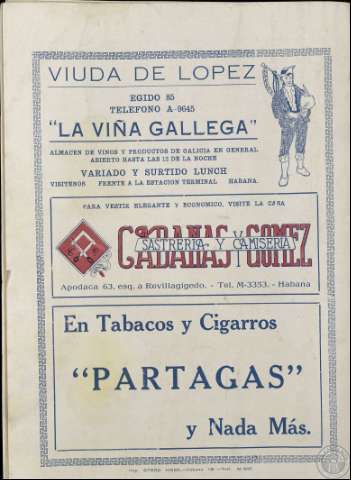 VIUDA DE LOPEZ
EGIDO 85
TELEFONO A-9645
"LA VIÑA GALLEGA"
ALMACEN DE VINOS Y PRODUCTOS DE GALICIA EN GENERAL
ABIERTO HASTA LAS 12 DE LA NOCHE
VARIADO Y SURTIDO LUNCH
VISITENOS FRENTE A LA ESTACION TERMINAL HABANA.
PARA VESTIR ELEGANTE Y ECONOMICO, VISITE LA CASA
CABANAS Y GOMEZ
SASTRERIA Y CAMISERIA
Apodaca 63, esq. a Revillagigedo. - Tel. M-3353. - Habana
En Tabacos y Cigarros
"PARTAGAS"
y Nada Más.